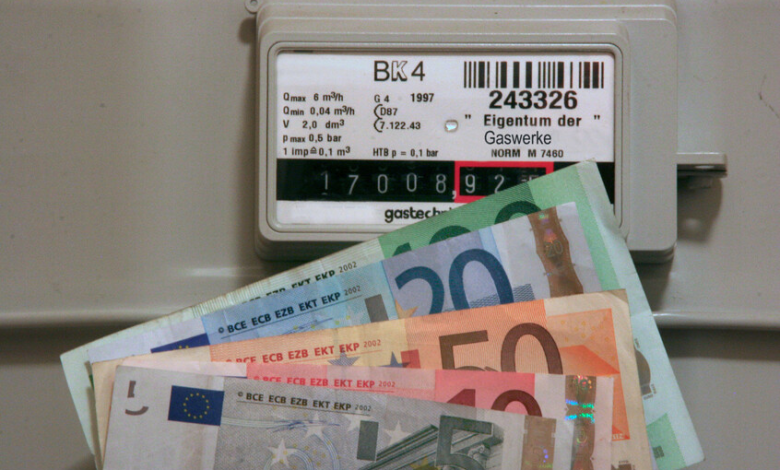 BK4
Qmax 6 m³/h
Qmin 0,04 m³/h
V 2,0 dm³
pmax 0,5 bar
1 imp ≙ 0,1 m³
G 4 1997
D87
7.122.43
HTB p = 0,1 bar
243326
" Eigentum der "
Gaswerke
NORM M 7460
17008,92
gastechn
2002
© BCE ECB EZB EKT EKP 2002
20
© BCE ECB EZB EKT EKP 2002
50
© BCE ECB EZB EKT EKP 2002
10
© BCE ECB EZB EKT EKP 2002
5